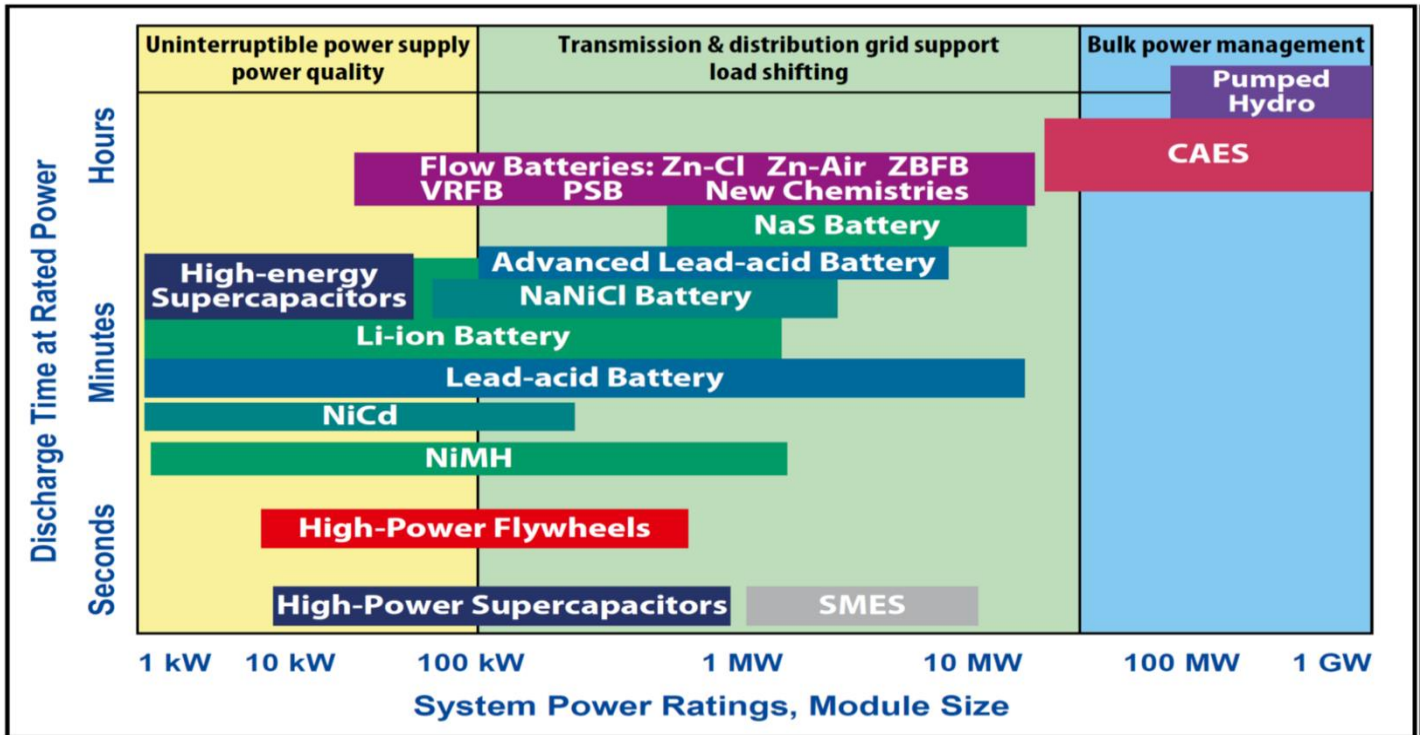 Uninterruptible power supply
power quality
Transmission & distribution grid support
load shifting
Bulk power management
Pumped
Hydro
CAES
Flow Batteries: Zn-Cl Zn-Air ZBFB
VRFB PSB New Chemistries
NaS Battery
Advanced Lead-acid Battery
High-energy
Supercapacitors
NaNiCl Battery
Li-ion Battery
Lead-acid Battery
NiCd
NiMH
High-Power Flywheels
High-Power Supercapacitors
SMES
Discharge Time at Rated Power
Hours
Minutes
Seconds
1 kW 10 kW 100 kW 1 MW 10 MW 100 MW 1 GW
System Power Ratings, Module Size